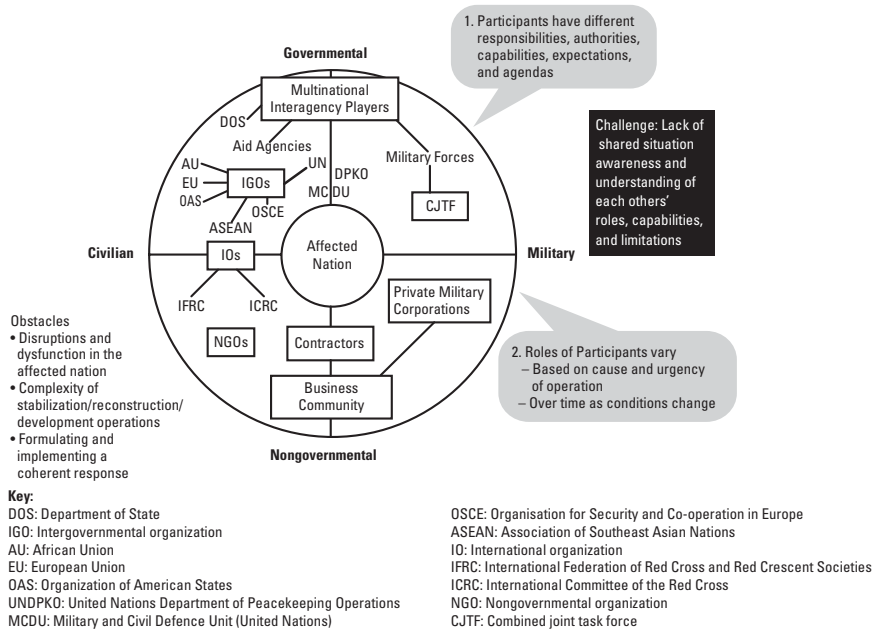 1. Participants have different
responsibilities, authorities,
capabilities, expectations,
and agendas
Governmental
Multinational
Interagency Players
DOS
Aid Agencies
Military Forces
Challenge: Lack of
shared situation
awareness and
understanding of
each others’
roles, capabilities,
and limitations
AU
UN
DPKO
EU
IGOs
MCDU
CJTF
OAS
OSCE
ASEAN
Civilian
IOs
Affected
Nation
Military
IFRC
ICRC
Private Military
Corporations
Obstacles
• Disruptions and
dysfunction in the
affected nation
• Complexity of
stabilization/reconstruction/
development operations
• Formulating and
implementing a
coherent response
NGOs
Contractors
2. Roles of Participants vary
– Based on cause and urgency
of operation
– Over time as conditions change
Business
Community
Nongovernmental
Key:
DOS: Department of State
IGO: Intergovernmental organization
AU: African Union
EU: European Union
OAS: Organization of American States
UNDPKO: United Nations Department of Peacekeeping Operations
MCDU: Military and Civil Defence Unit (United Nations)
OSCE: Organisation for Security and Co-operation in Europe
ASEAN: Association of Southeast Asian Nations
IO: International organization
IFRC: International Federation of Red Cross and Red Crescent Societies
ICRC: International Committee of the Red Cross
NGO: Nongovernmental organization
CJTF: Combined joint task force